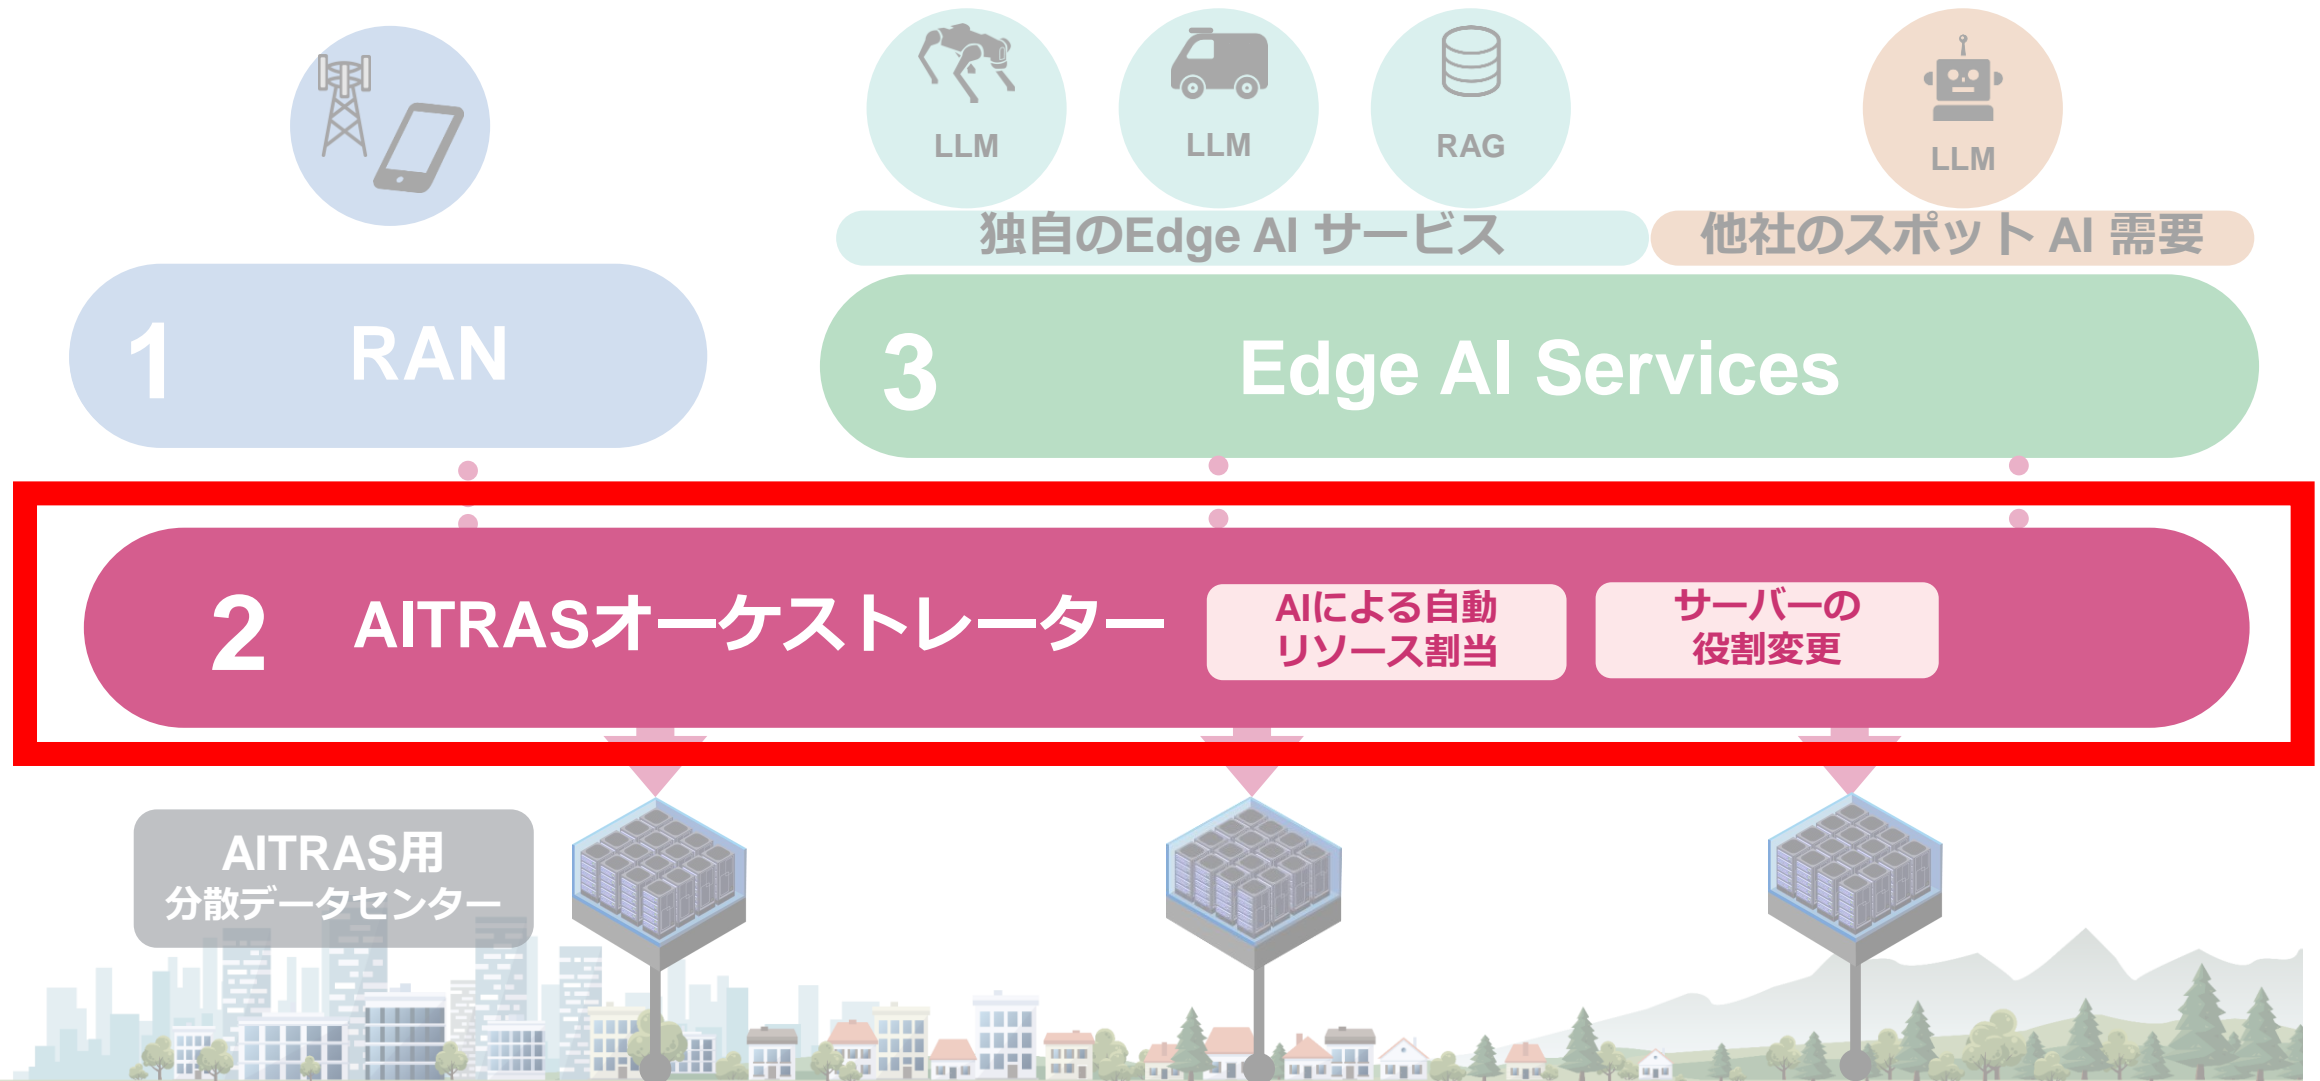 LLM
LLM
RAG
LLM
独自のEdge AI サービス
他社のスポット AI 需要
1
RAN
3
Edge AI Services
2
AITRASオーケストレーター
AIによる自動
リソース割当
サーバーの
役割変更
AITRAS用
分散データセンター